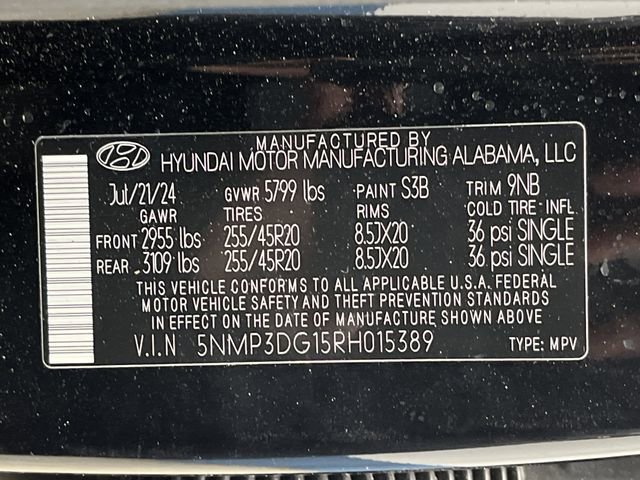 MANUFACTURED BY
HYUNDAI MOTOR MANUFACTURING ALABAMA, LLC
Jul/21/24 GVWR 5799 lbs PAINT S3B TRIM 9NB
GAWR TIRES RIMS COLD TIRE INFL
FRONT 2955 lbs 255/45R20 8.5JX20 36 psi SINGLE
REAR 3109 lbs 255/45R20 8.5JX20 36 psi SINGLE
THIS VEHICLE CONFORMS TO ALL APPLICABLE U.S.A. FEDERAL
MOTOR VEHICLE SAFETY AND THEFT PREVENTION STANDARDS
IN EFFECT ON THE DATE OF MANUFACTURE SHOWN ABOVE
V.I.N 5NMP3DG15RH015389 TYPE: MPV